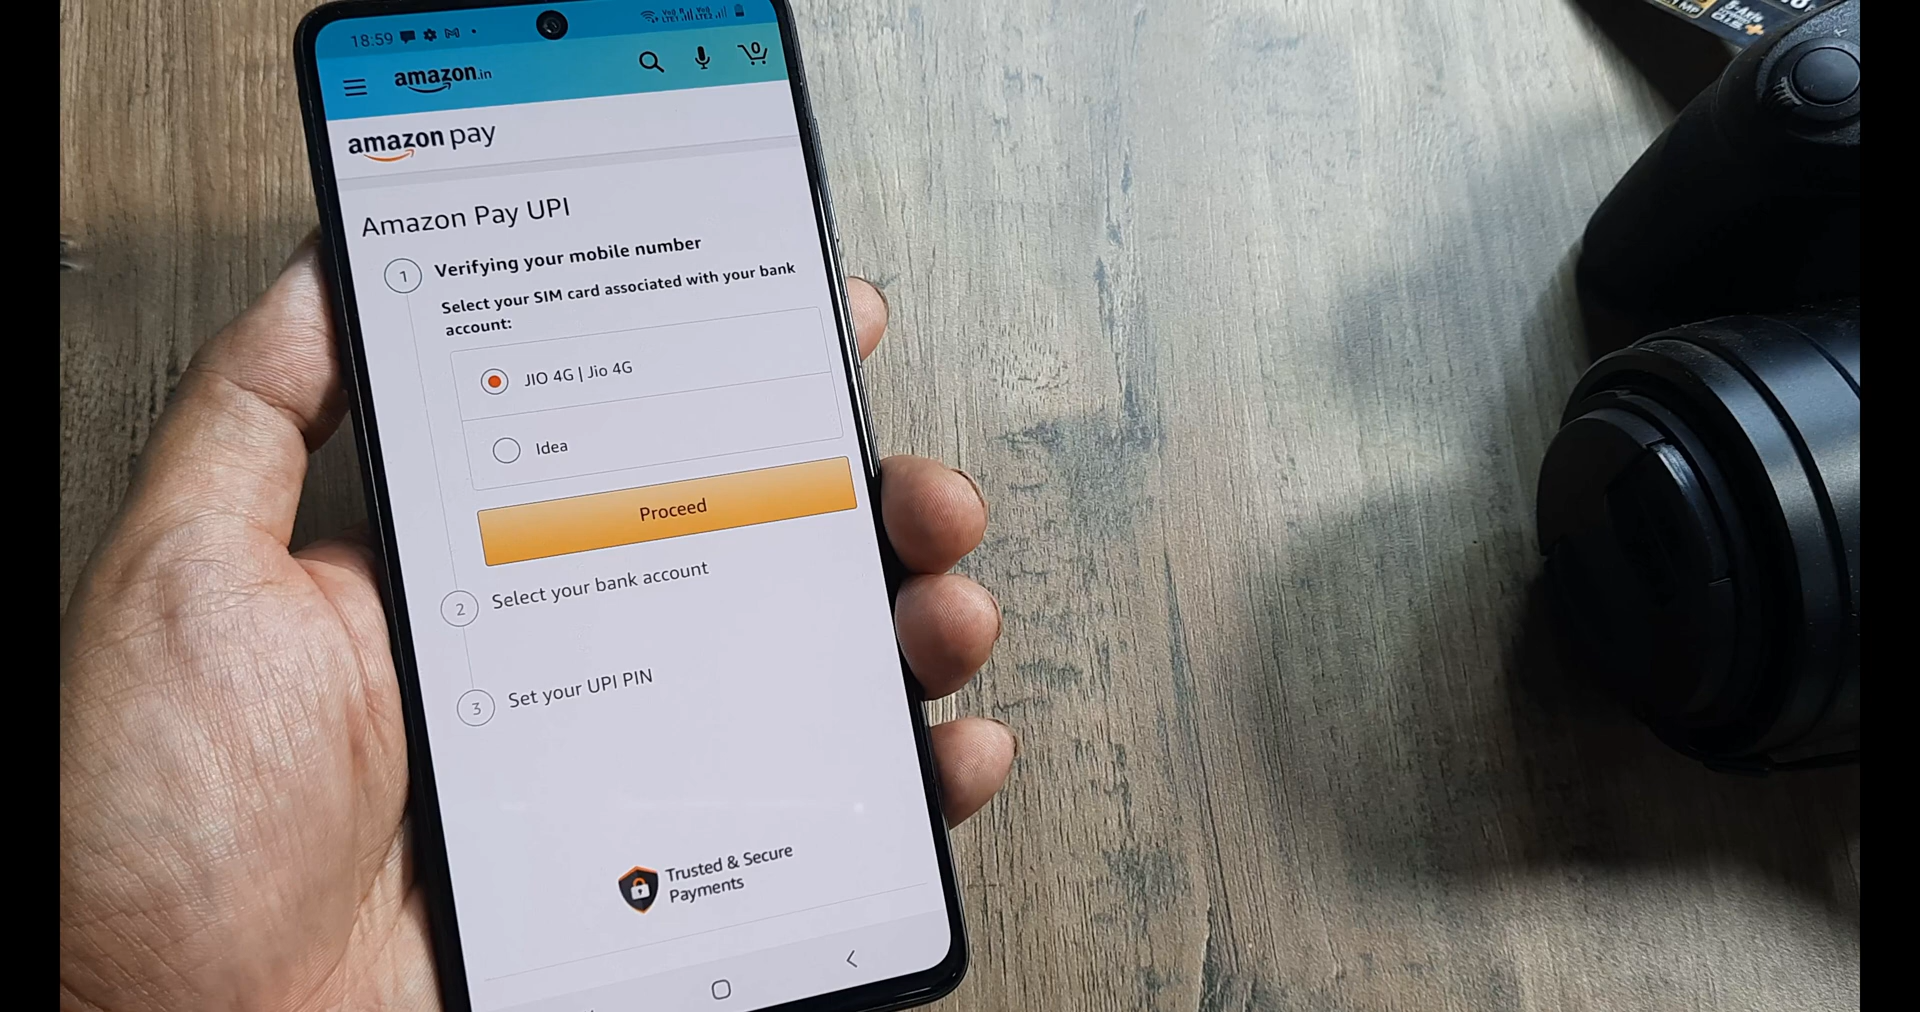 18:59
amazon.in
0
amazon pay
Amazon Pay UPI
1 Verifying your mobile number
Select your SIM card associated with your bank
account:
JIO 4G | Jio 4G
Idea
Proceed
2 Select your bank account
3 Set your UPI PIN
Trusted & Secure
Payments